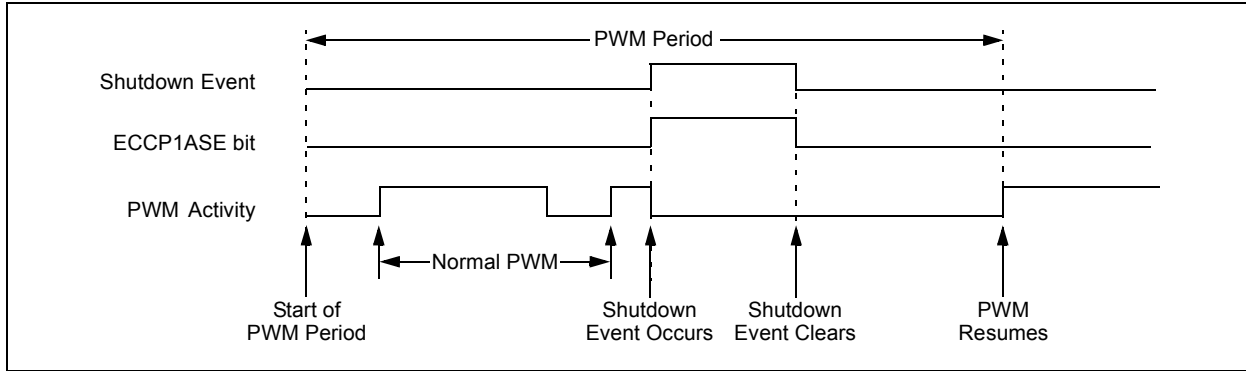 PWM Period
Shutdown Event
ECCP1ASE bit
PWM Activity
Normal PWM
Start of
PWM Period
Shutdown
Event Occurs
Shutdown
Event Clears
PWM
Resumes